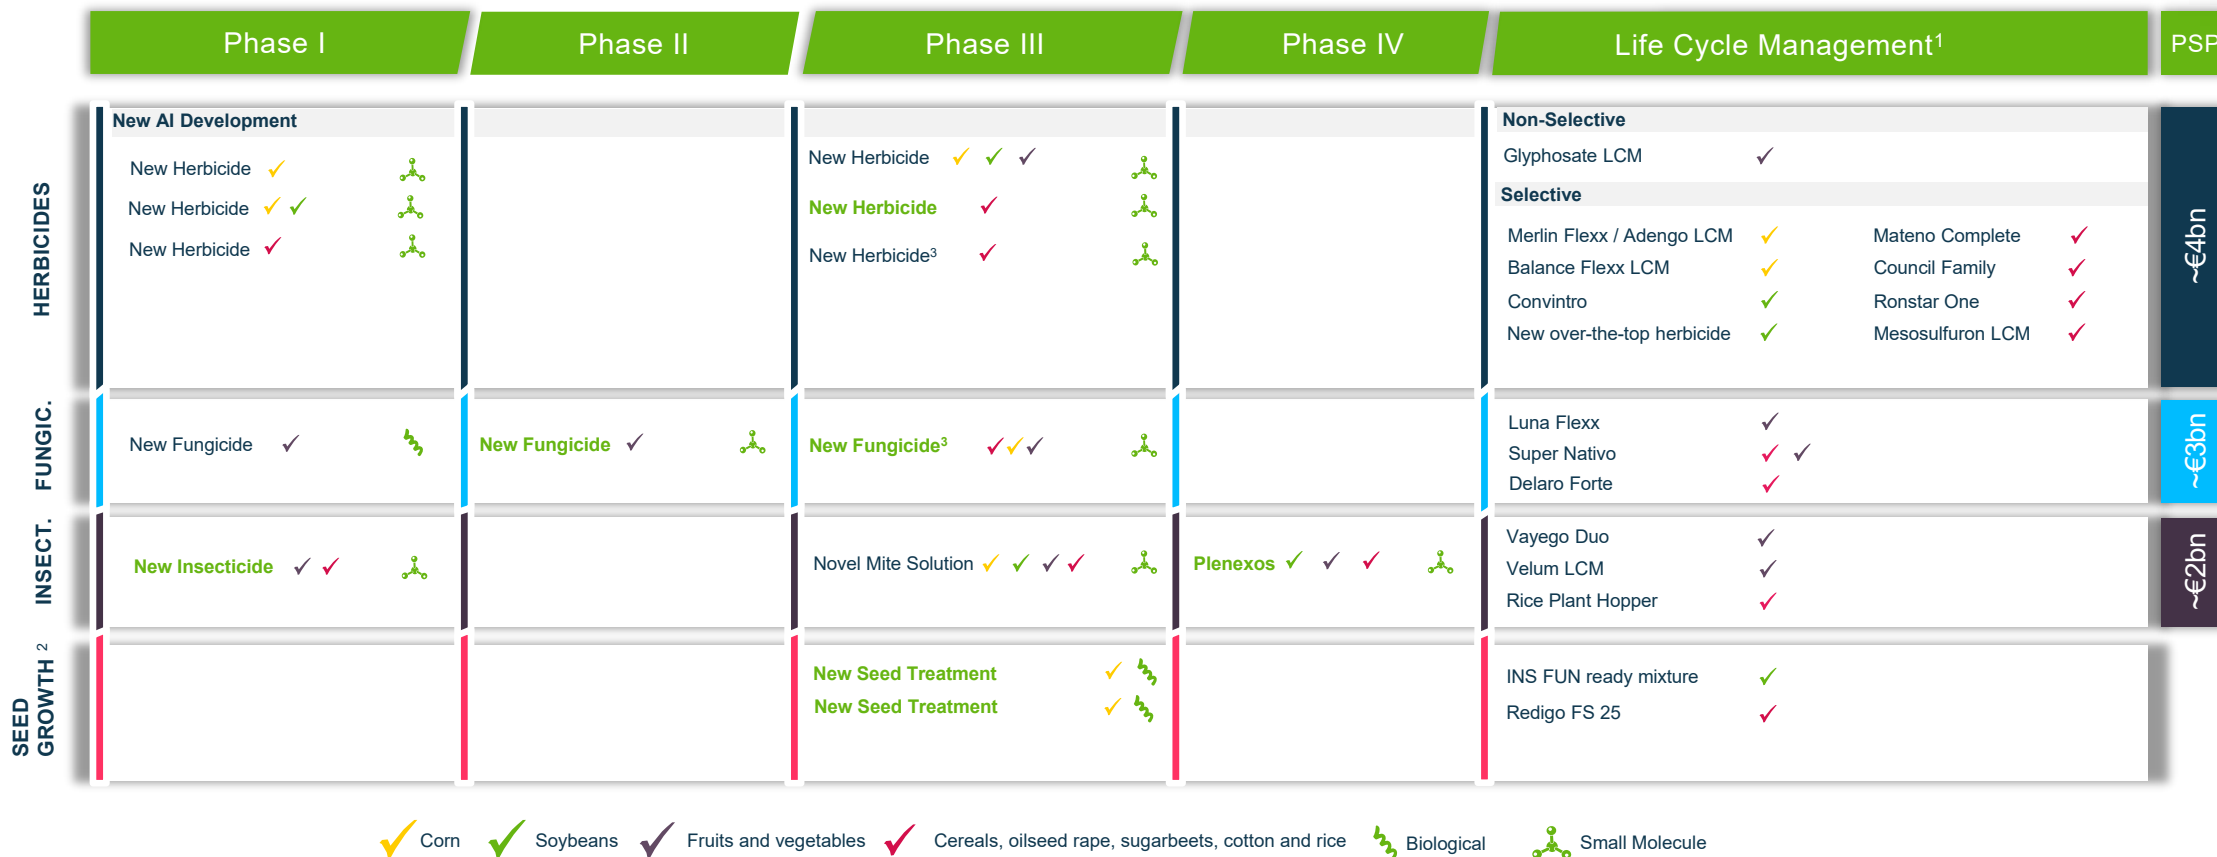 Phase I
Phase II
Phase III
Phase IV
Life Cycle Management¹
PSP
HERBICIDES
New AI Development
New Herbicide
New Herbicide
New Herbicide
New Herbicide
New Herbicide
New Herbicide³
Non-Selective
Glyphosate LCM
Selective
Merlin Flexx / Adengo LCM
Mateno Complete
Balance Flexx LCM
Council Family
Convintro
Ronstar One
New over-the-top herbicide
Mesosulfuron LCM
~€4bn
FUNGIC.
New Fungicide
New Fungicide
New Fungicide³
Luna Flexx
Super Nativo
Delaro Forte
~€3bn
INSECT.
New Insecticide
Novel Mite Solution
Plenexos
Vayego Duo
Velum LCM
Rice Plant Hopper
~€2bn
SEED
GROWTH ²
New Seed Treatment
New Seed Treatment
INS FUN ready mixture
Redigo FS 25
Corn
Soybeans
Fruits and vegetables
Cereals, oilseed rape, sugarbeets, cotton and rice
Biological
Small Molecule